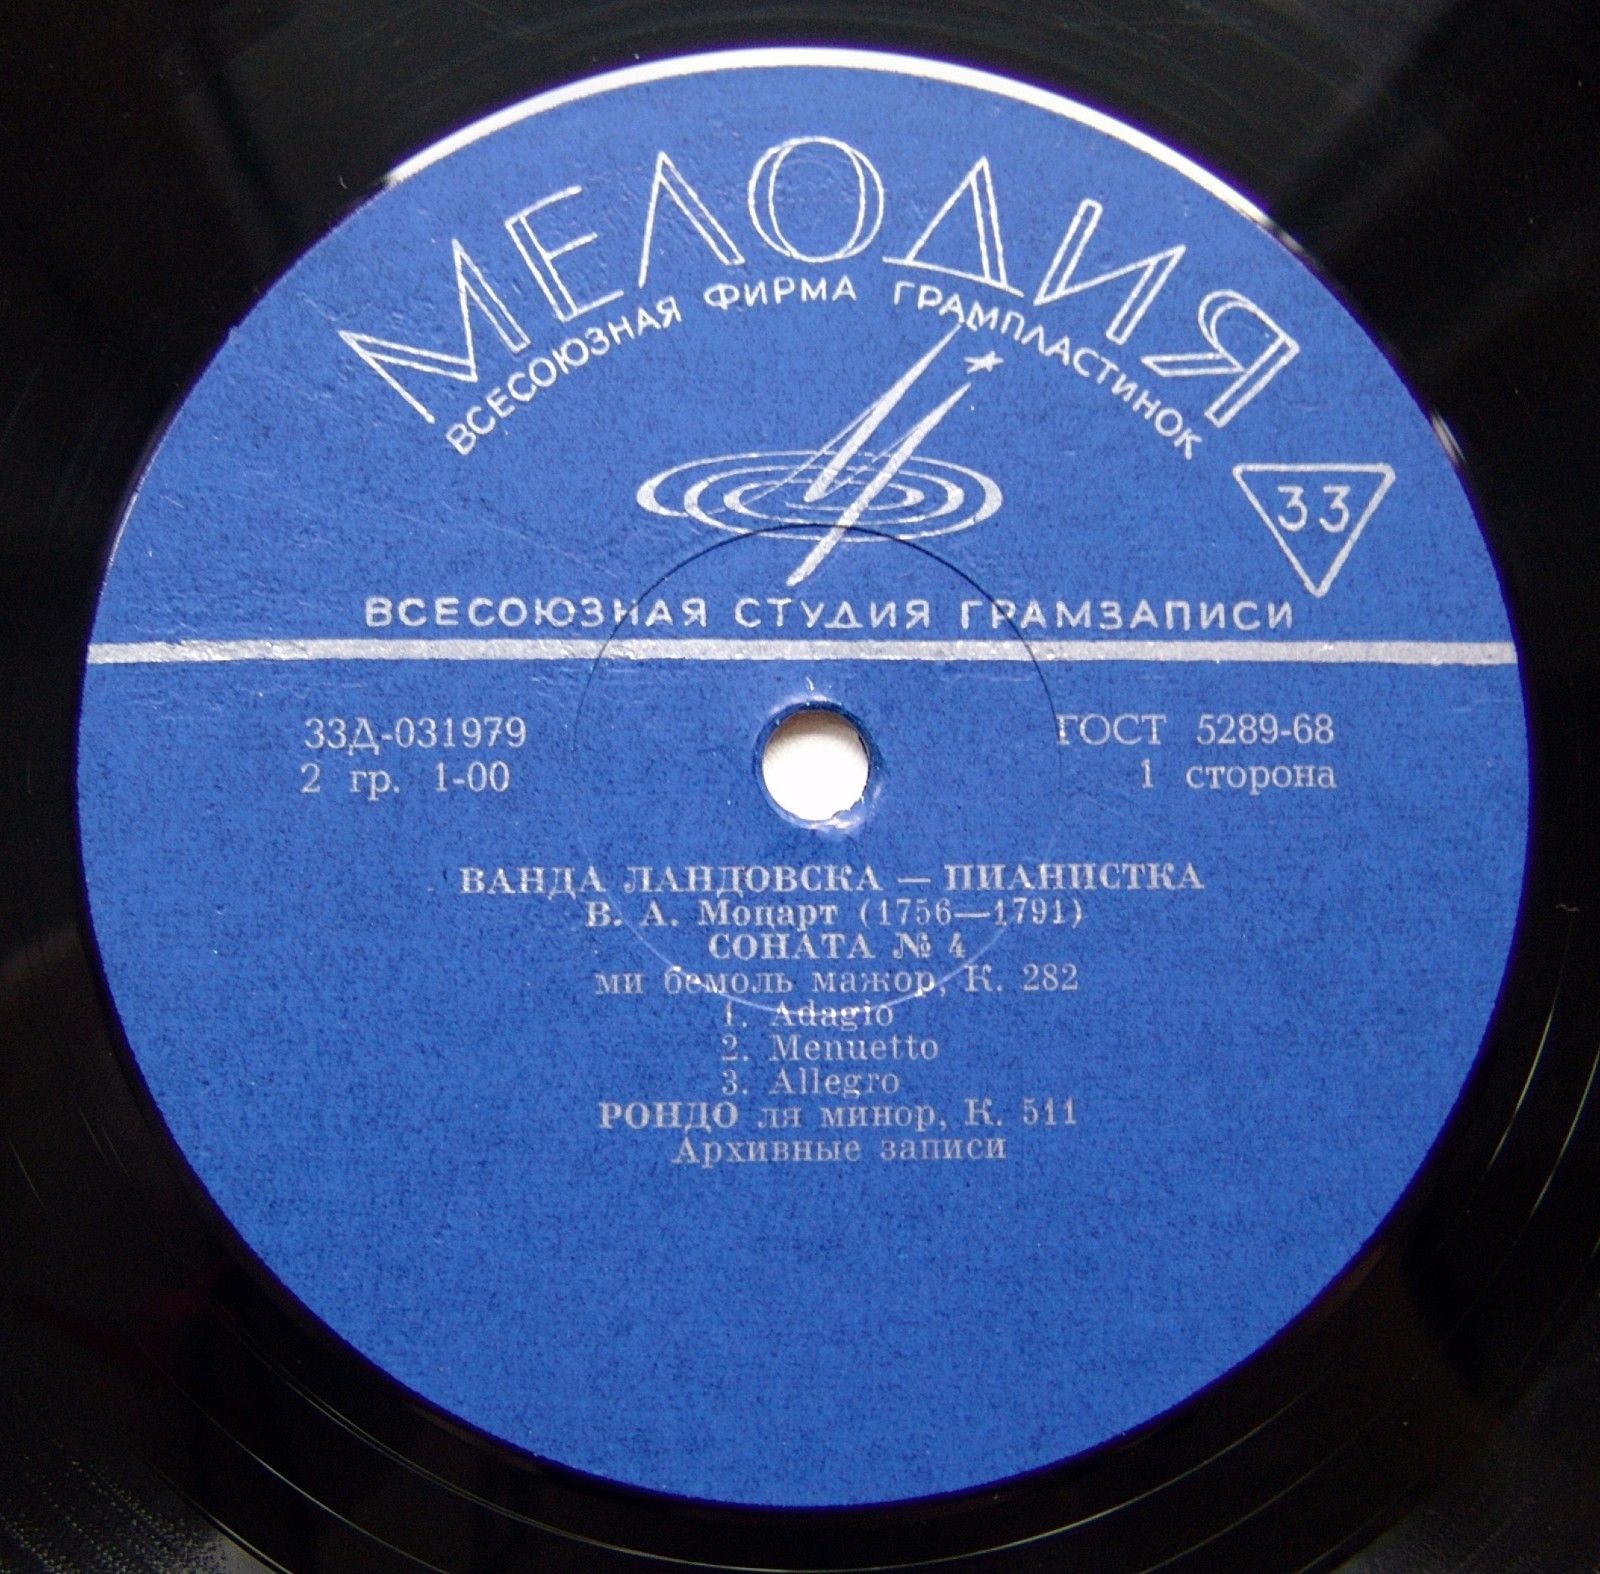 МЕЛОДИЯ
ВСЕСОЮЗНАЯ ФИРМА ГРАМПЛАСТИНОК
33
ВСЕСОЮЗНАЯ СТУДИЯ ГРАМЗАПИСИ
33Д-031979
ГОСТ 5289-68
2 гр. 1-00
1 сторона
ВАНДА ЛАНДОВСКА — ПИАНИСТКА
В. А. Моцарт (1756—1791)
СОНАТА № 4
ми бемоль мажор, К. 282
1. Adagio
2. Menuetto
3. Allegro
РОНДО ля минор, К. 511
Архивные записи